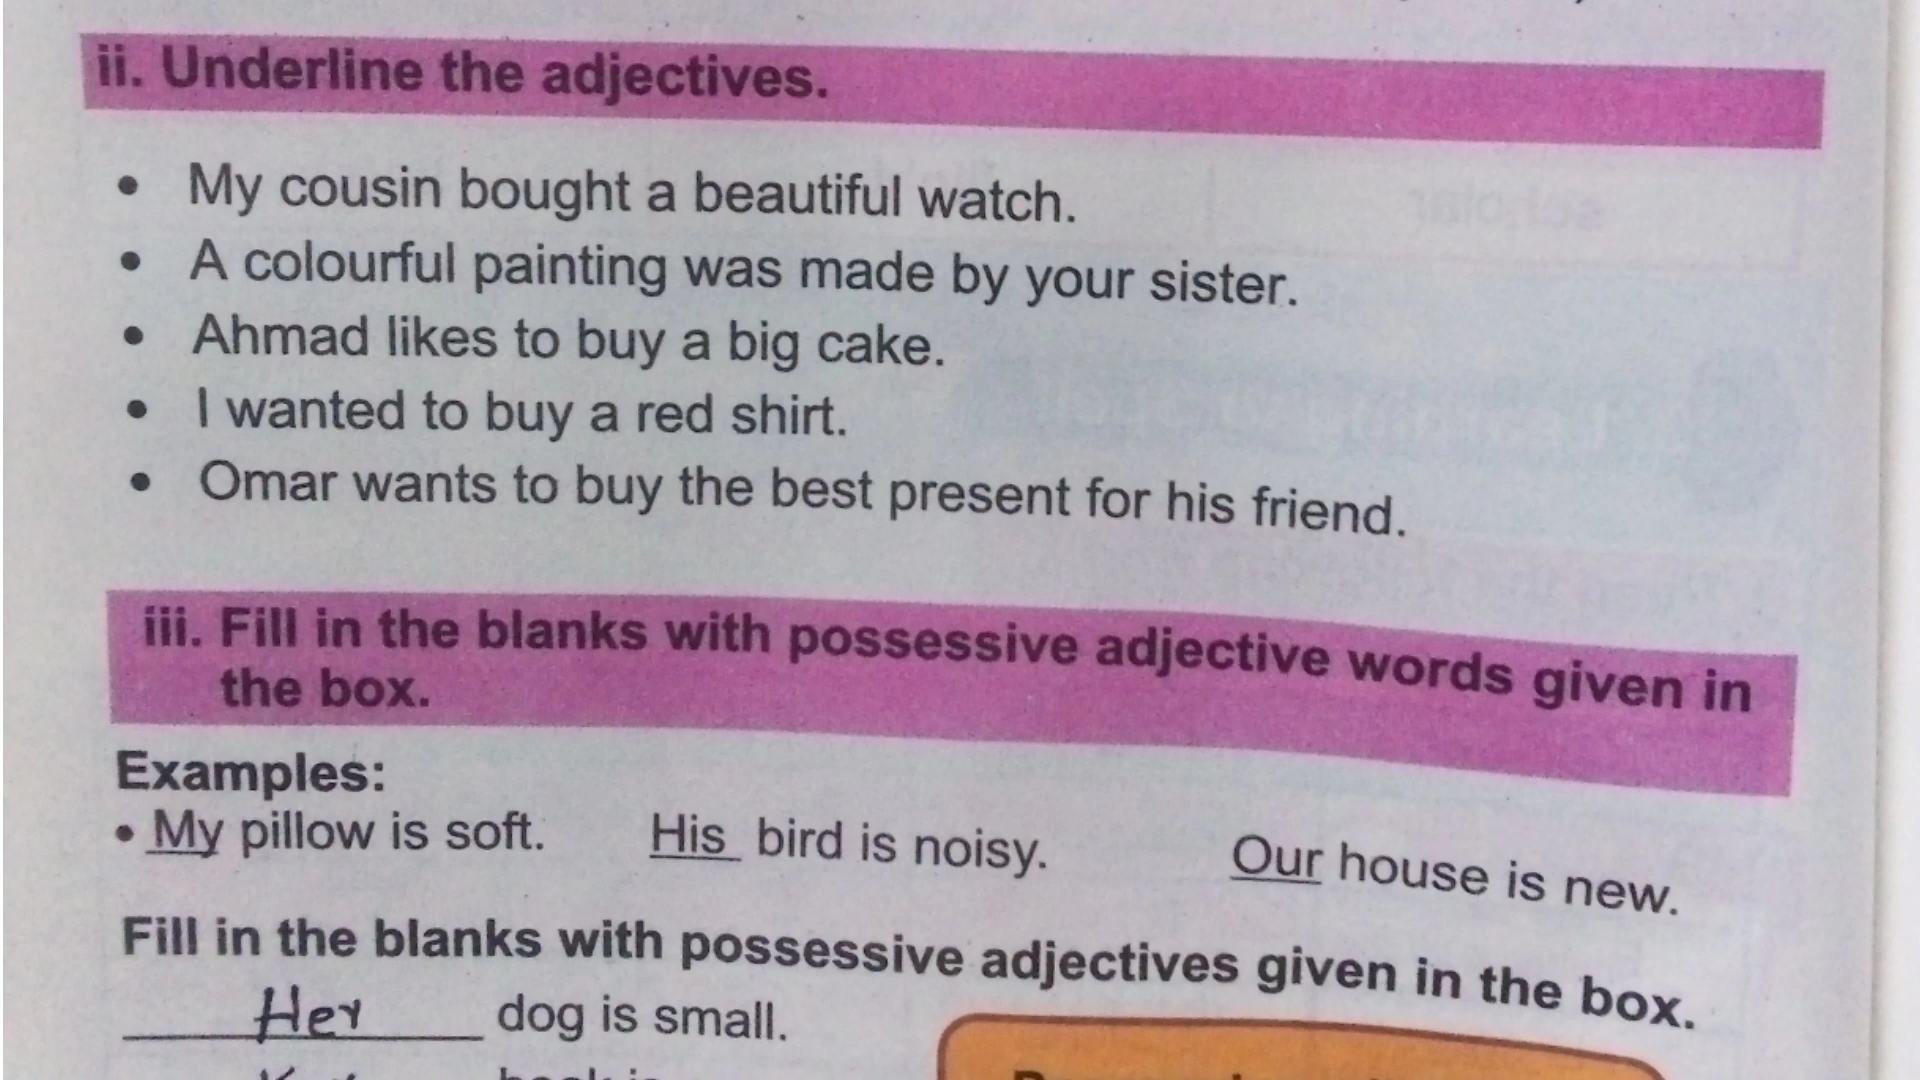 ii. Underline the adjectives.
• My cousin bought a beautiful watch.
• A colourful painting was made by your sister.
• Ahmad likes to buy a big cake.
• I wanted to buy a red shirt.
• Omar wants to buy the best present for his friend.
iii. Fill in the blanks with possessive adjective words given in
the box.
Examples:
• My pillow is soft. His bird is noisy. Our house is new.
Fill in the blanks with possessive adjectives given in the box.
Her dog is small.